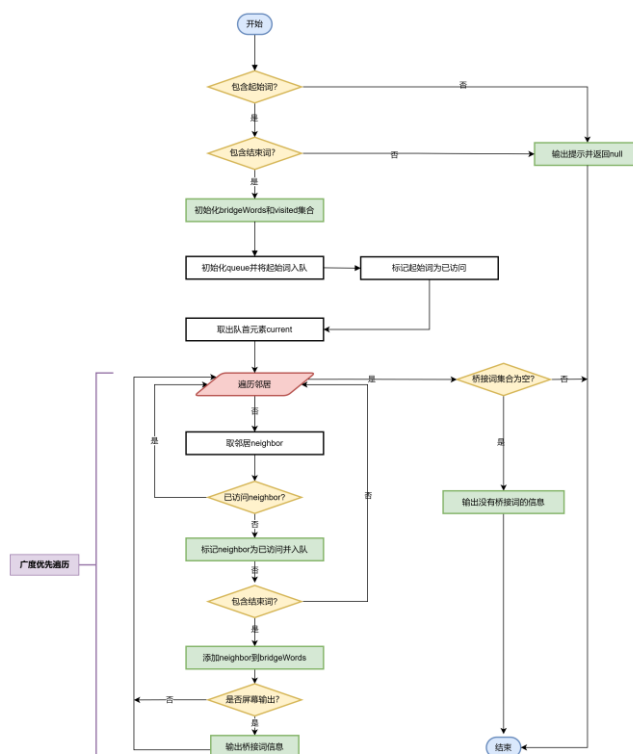 开始
包含起始词?
否
是
包含结束词?
否
输出提示并返回null
是
初始化bridgeWords和visited集合
初始化queue并将起始词入队
标记起始词为已访问
取出队首元素current
遍历邻居
是
桥接词集合为空?
否
否
是
取邻居neighbor
是
否
已访问neighbor?
输出没有桥接词的信息
否
标记neighbor为已访问并入队
广度优先遍历
否
包含结束词?
是
添加neighbor到bridgeWords
否
是否屏幕输出?
是
输出桥接词信息
结束